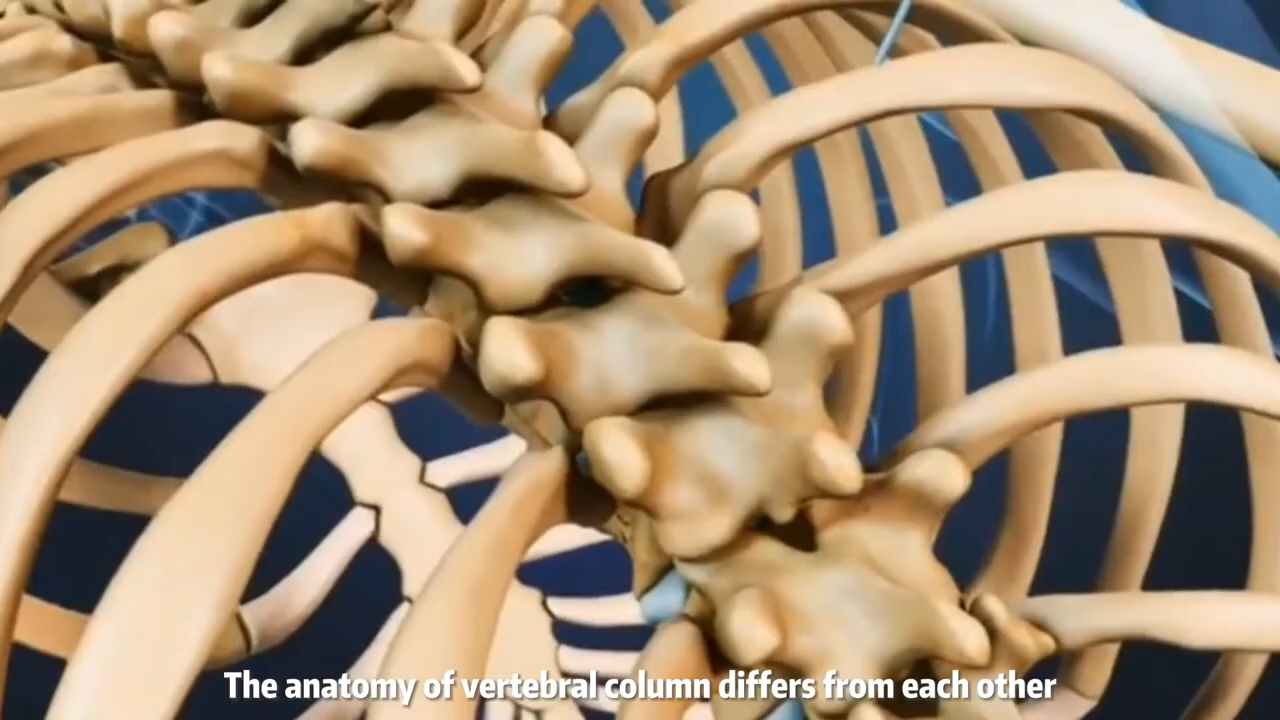 The anatomy of vertebral column differs from each other